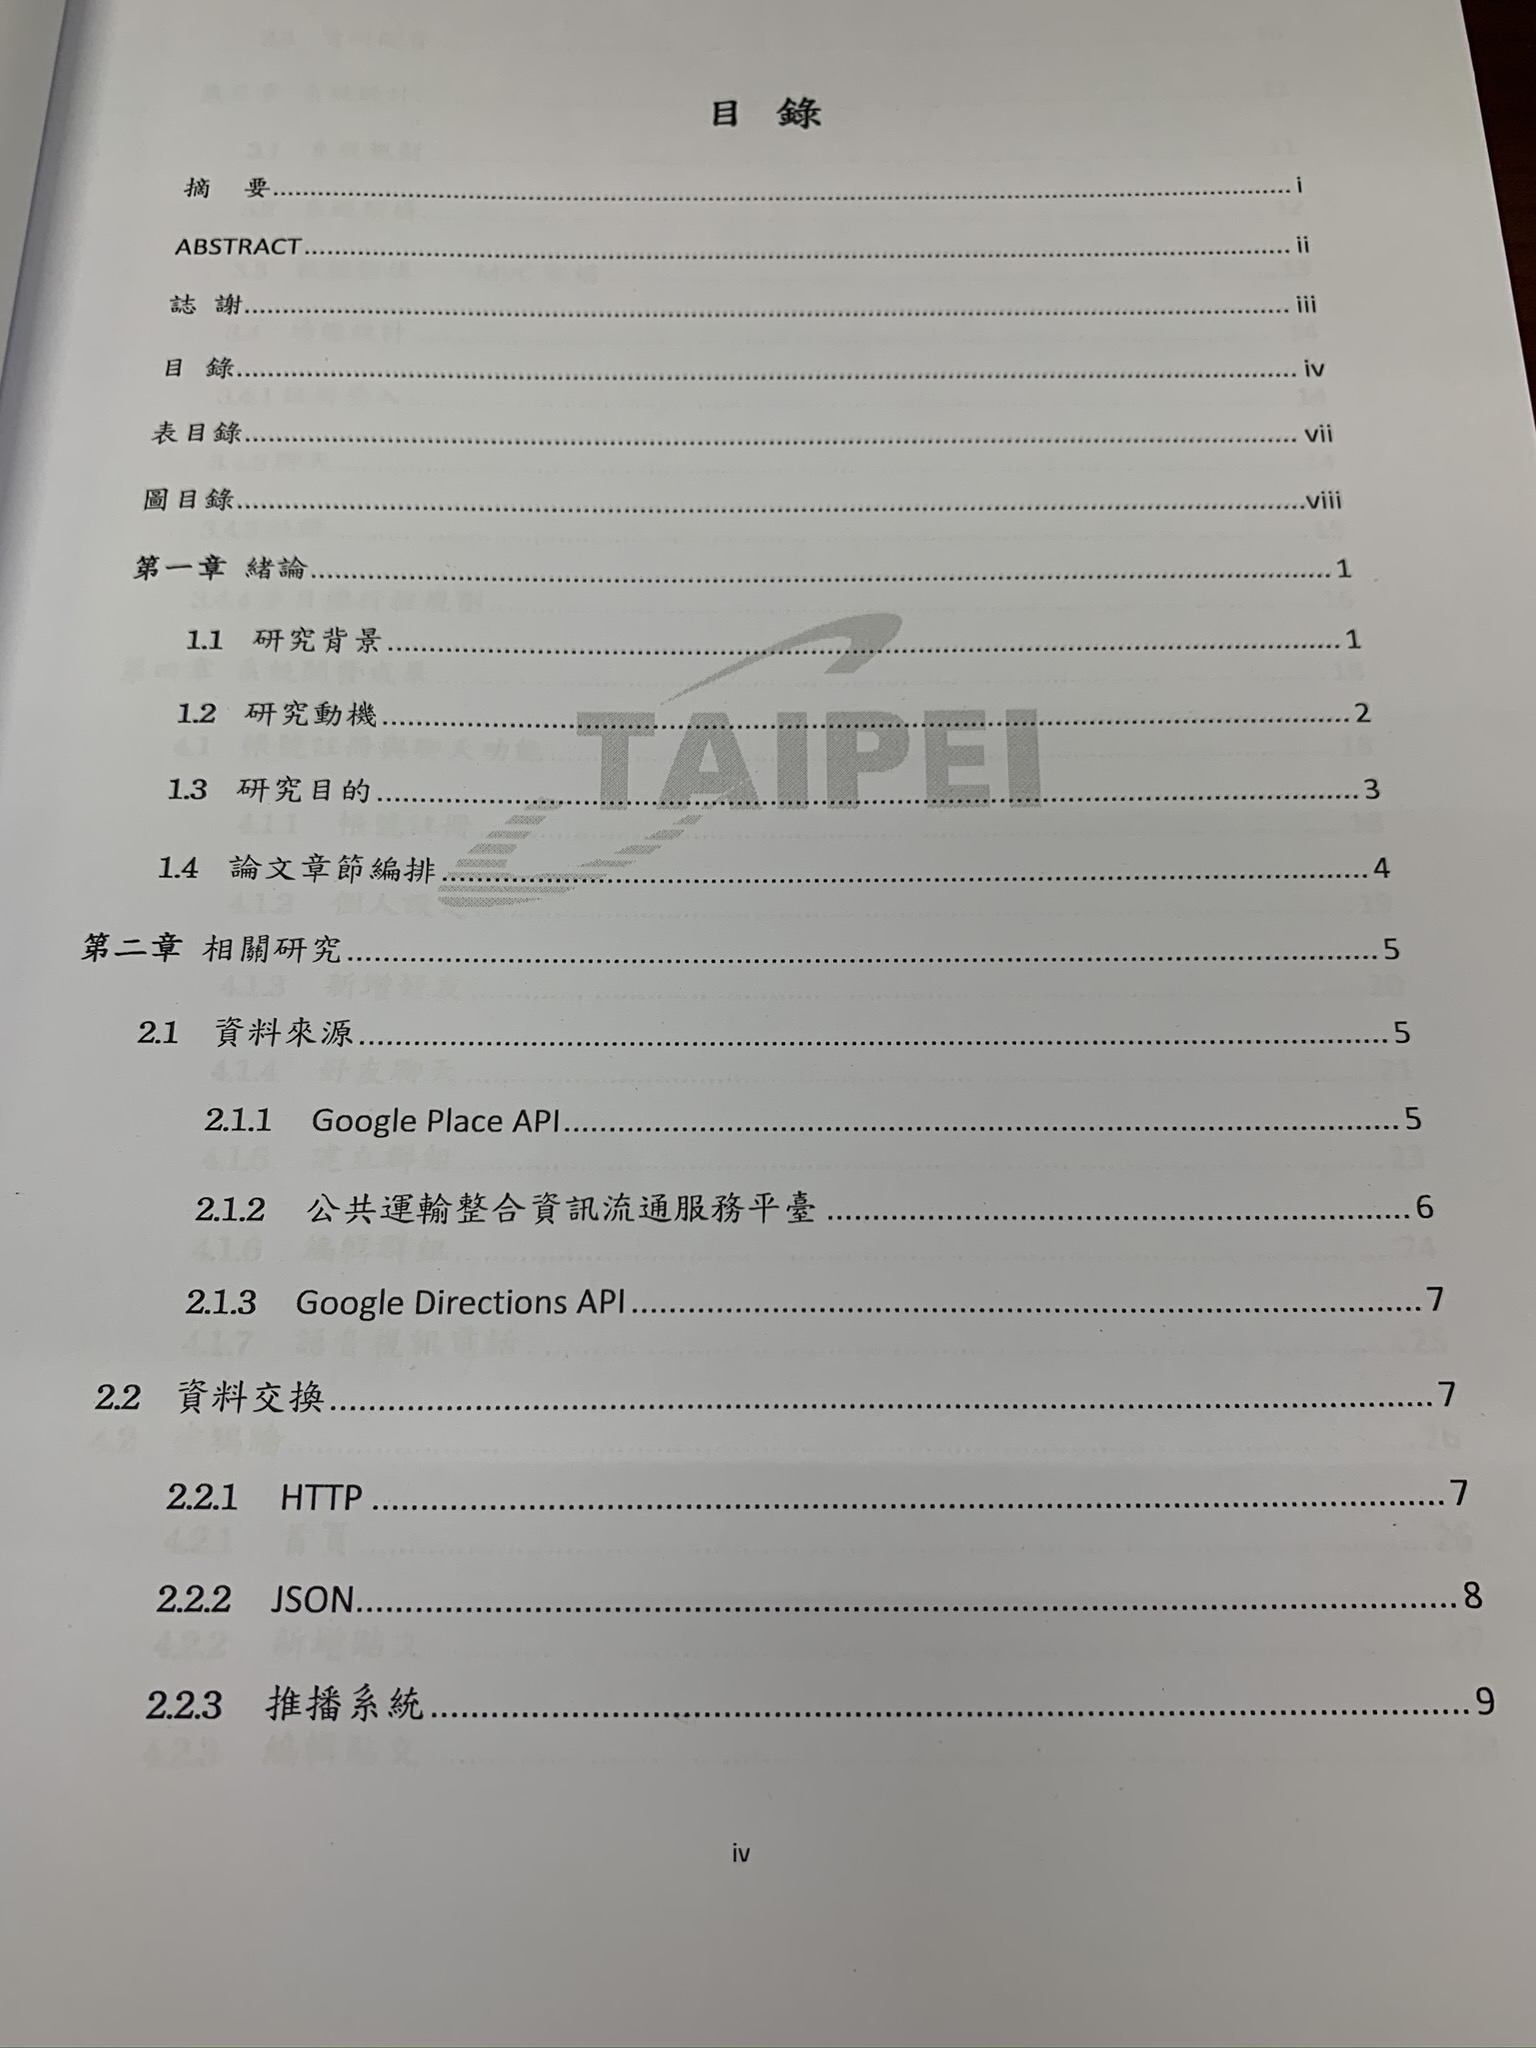 目 錄
摘 要 i
ABSTRACT ii
誌 謝 iii
目 錄 iv
表目錄 vii
圖目錄 viii
第一章 緒論 1
1.1 研究背景 1
1.2 研究動機 2
1.3 研究目的 3
1.4 論文章節編排 4
TAIPEI
第二章 相關研究 5
2.1 資料來源 5
2.1.1 Google Place API 5
2.1.2 公共運輸整合資訊流通服務平臺 6
2.1.3 Google Directions API 7
2.2 資料交換 7
2.2.1 HTTP 7
2.2.2 JSON 8
2.2.3 推播系統 9
iv